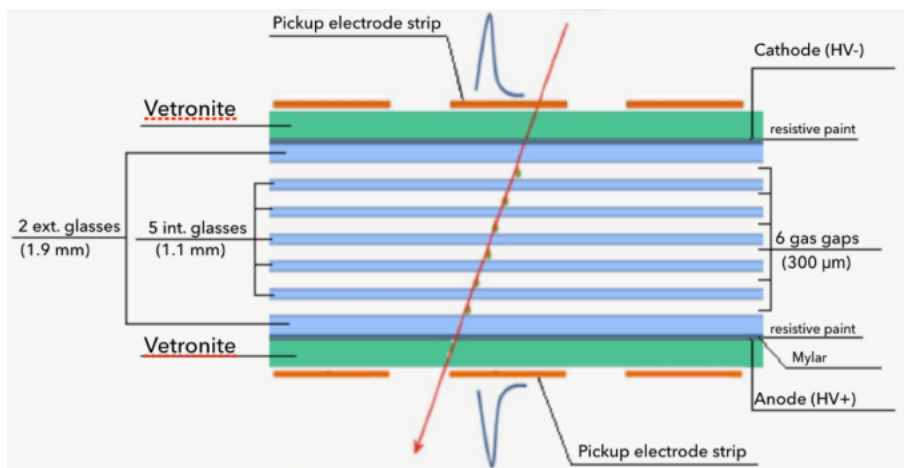 Pickup electrode strip
Cathode (HV-)
Vetronite
resistive paint
2 ext. glasses
(1.9 mm)
5 int. glasses
(1.1 mm)
6 gas gaps
(300 µm)
resistive paint
Vetronite
Mylar
Anode (HV+)
Pickup electrode strip